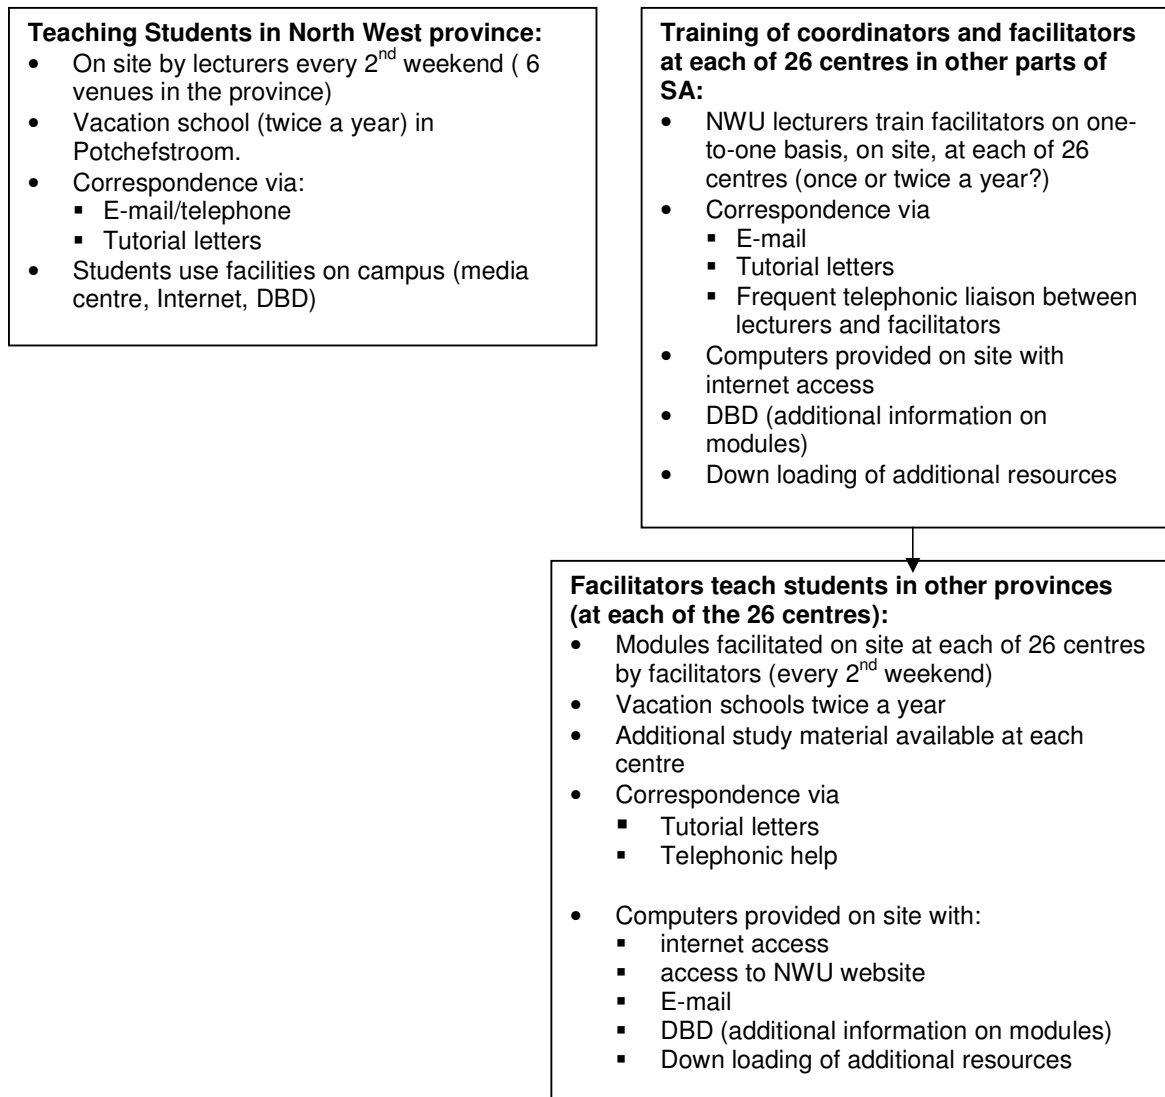 Teaching Students in North West province:
• On site by lecturers every 2nd weekend ( 6
venues in the province)
• Vacation school (twice a year) in
Potchefstroom.
• Correspondence via:
▪ E-mail/telephone
▪ Tutorial letters
• Students use facilities on campus (media
centre, Internet, DBD)
Training of coordinators and facilitators
at each of 26 centres in other parts of
SA:
• NWU lecturers train facilitators on one-
to-one basis, on site, at each of 26
centres (once or twice a year?)
• Correspondence via
▪ E-mail
▪ Tutorial letters
▪ Frequent telephonic liaison between
lecturers and facilitators
• Computers provided on site with
internet access
• DBD (additional information on
modules)
• Down loading of additional resources
Facilitators teach students in other provinces
(at each of the 26 centres):
• Modules facilitated on site at each of 26 centres
by facilitators (every 2nd weekend)
• Vacation schools twice a year
• Additional study material available at each
centre
• Correspondence via
▪ Tutorial letters
▪ Telephonic help
• Computers provided on site with:
▪ internet access
▪ access to NWU website
▪ E-mail
▪ DBD (additional information on modules)
▪ Down loading of additional resources